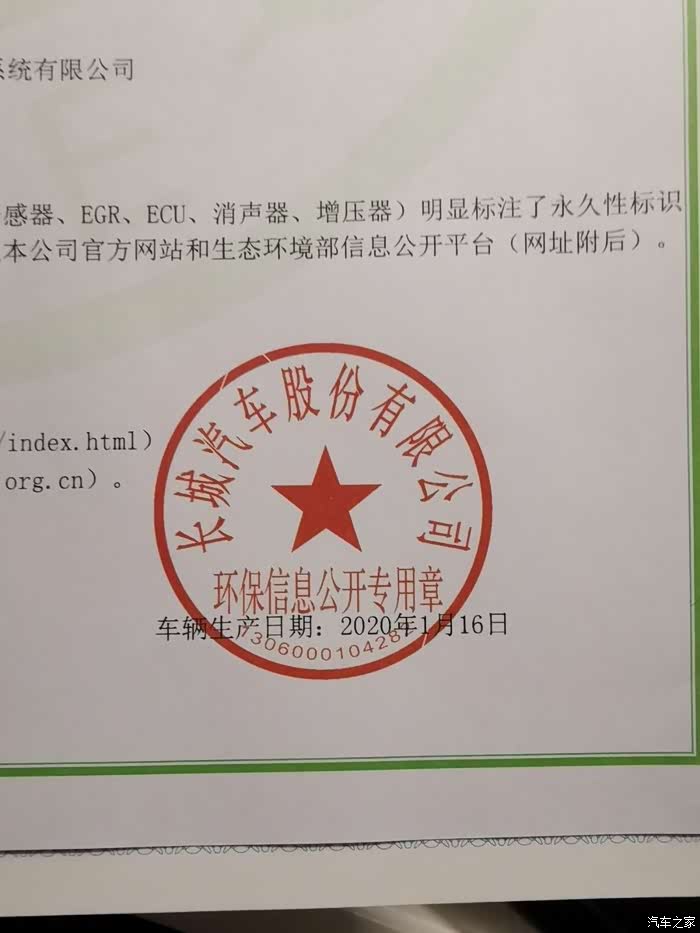 系统有限公司
感器、EGR、ECU、消声器、增压器）明显标注了永久性标识
本公司官方网站和生态环境部信息公开平台（网址附后）。
/index.html）
org.cn）。
长城汽车股份有限公司
环保信息公开专用章
车辆生产日期：2020年1月16日
汽车之家